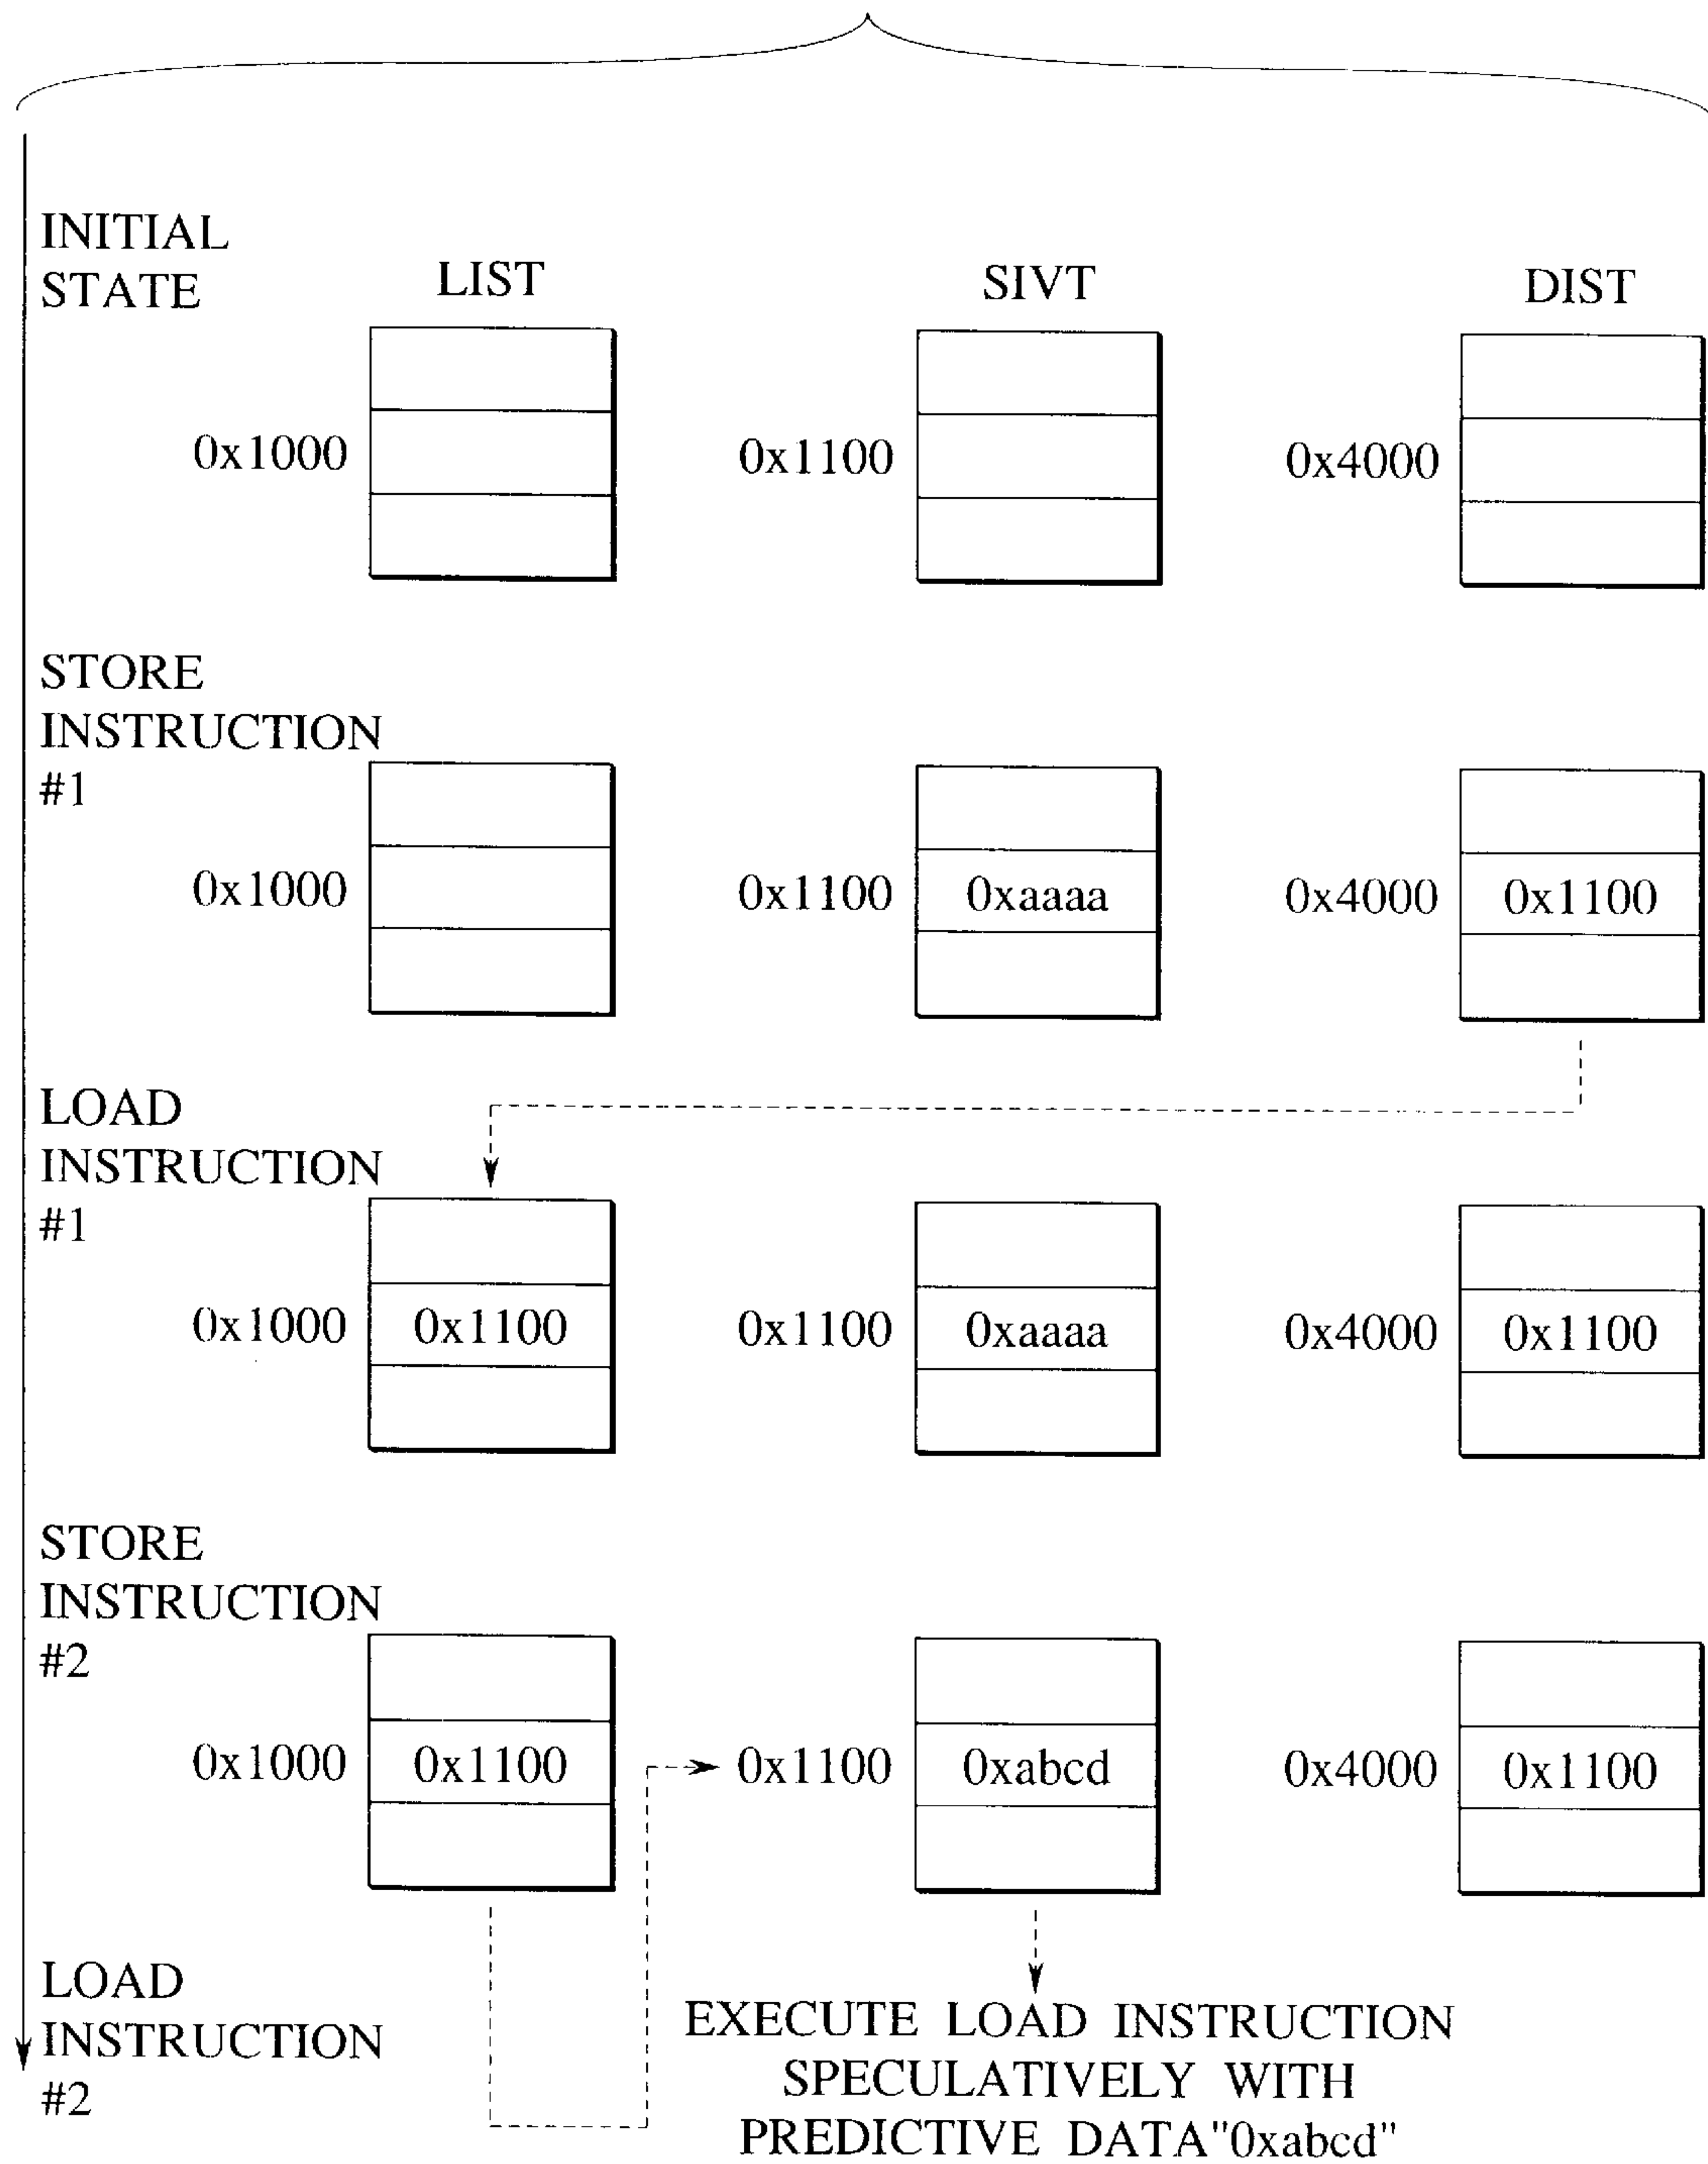 INITIAL
STATE
LIST
SIVT
DIST
0x1000
0x1100
0x4000
STORE
INSTRUCTION
#1
0x1000
0x1100 0xaaaa
0x4000 0x1100
LOAD
INSTRUCTION
#1
0x1000 0x1100
0x1100 0xaaaa
0x4000 0x1100
STORE
INSTRUCTION
#2
0x1000 0x1100
0x1100 0xabcd
0x4000 0x1100
LOAD
INSTRUCTION
#2
EXECUTE LOAD INSTRUCTION
SPECULATIVELY WITH
PREDICTIVE DATA"0xabcd"